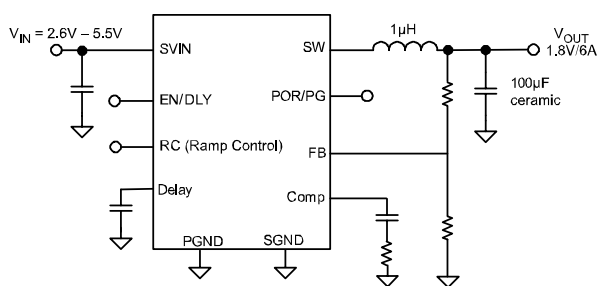 V_IN = 2.6V – 5.5V
SVIN
SW
1µH
V_OUT
1.8V/6A
EN/DLY
POR/PG
100µF
ceramic
RC (Ramp Control)
FB
Delay
Comp
PGND
SGND